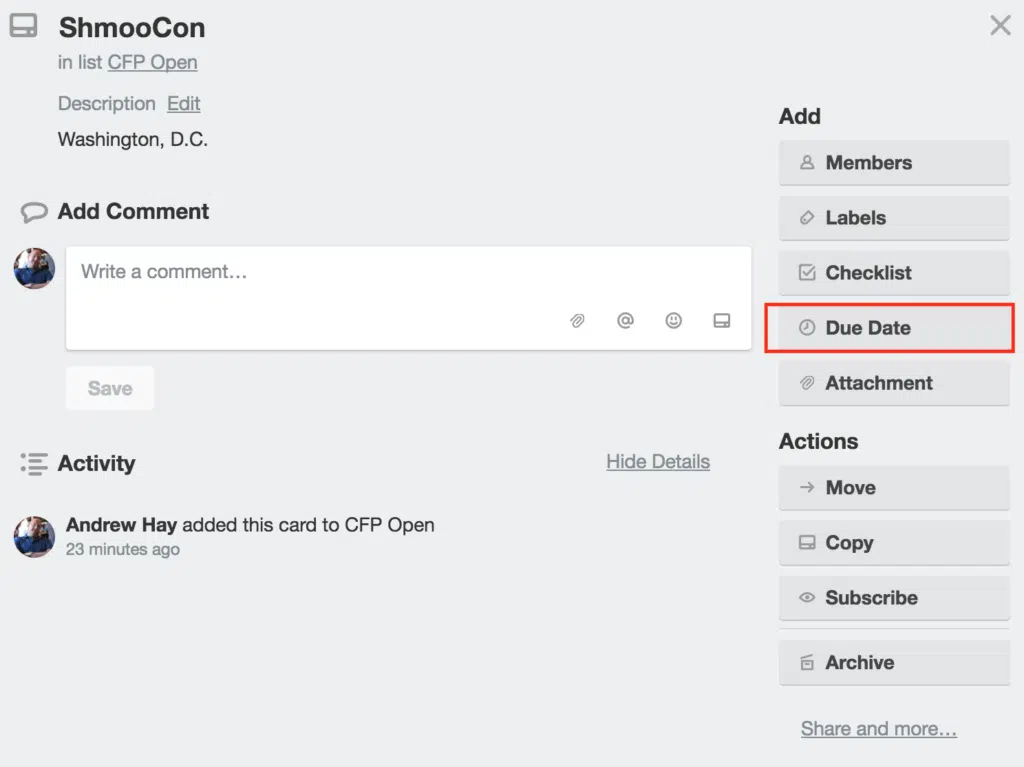 ShmooCon
in list CFP Open
Description Edit
Washington, D.C.
Add Comment
Write a comment…
Save
Activity
Hide Details
Andrew Hay added this card to CFP Open
23 minutes ago
Add
Members
Labels
Checklist
Due Date
Attachment
Actions
Move
Copy
Subscribe
Archive
Share and more…